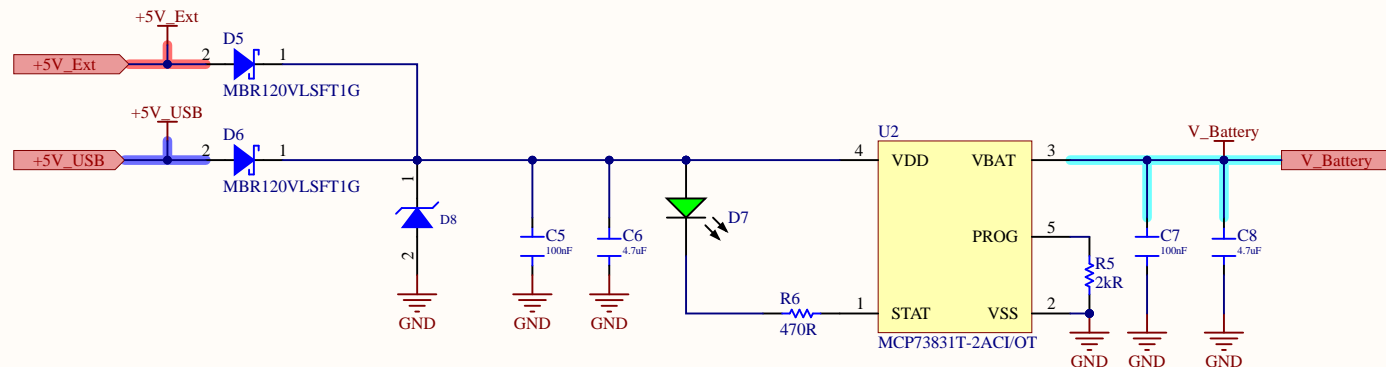 +5V_Ext
+5V_Ext
2
D5
1
MBR120VLSFT1G
+5V_USB
+5V_USB
2
D6
1
MBR120VLSFT1G
1
D8
2
GND
C5
100nF
GND
C6
4.7uF
GND
D7
R6
470R
U2
4
VDD
VBAT
3
PROG
5
1
STAT
VSS
2
MCP73831T-2ACI/OT
R5
2kR
GND
V_Battery
V_Battery
C7
100nF
GND
C8
4.7uF
GND